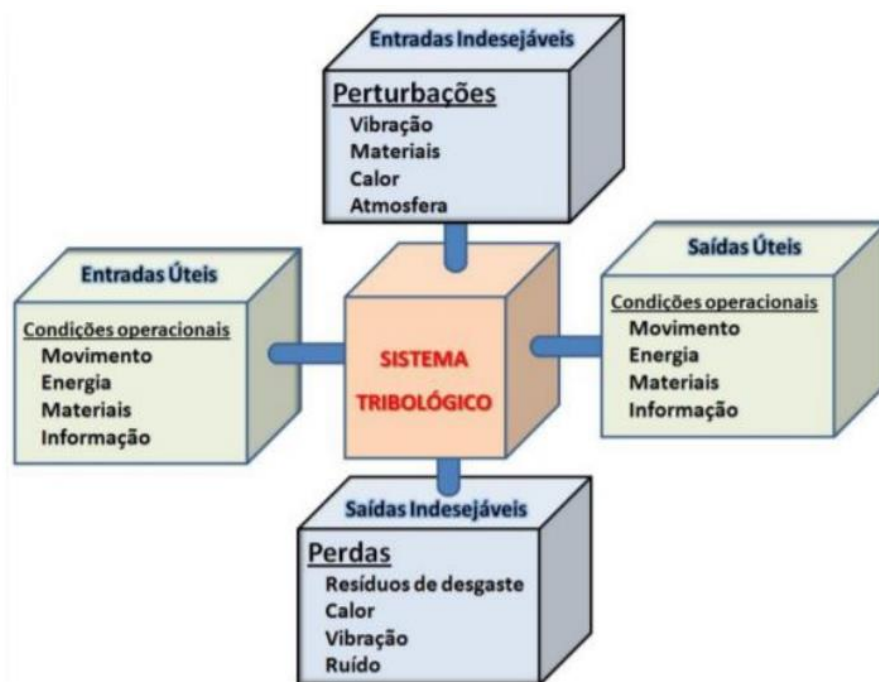 Entradas Indesejáveis
Perturbações
Vibração
Materiais
Calor
Atmosfera
Entradas Úteis
Condições operacionais
Movimento
Energia
Materiais
Informação
SISTEMA
TRIBOLÓGICO
Saídas Úteis
Condições operacionais
Movimento
Energia
Materiais
Informação
Saídas Indesejáveis
Perdas
Resíduos de desgaste
Calor
Vibração
Ruído